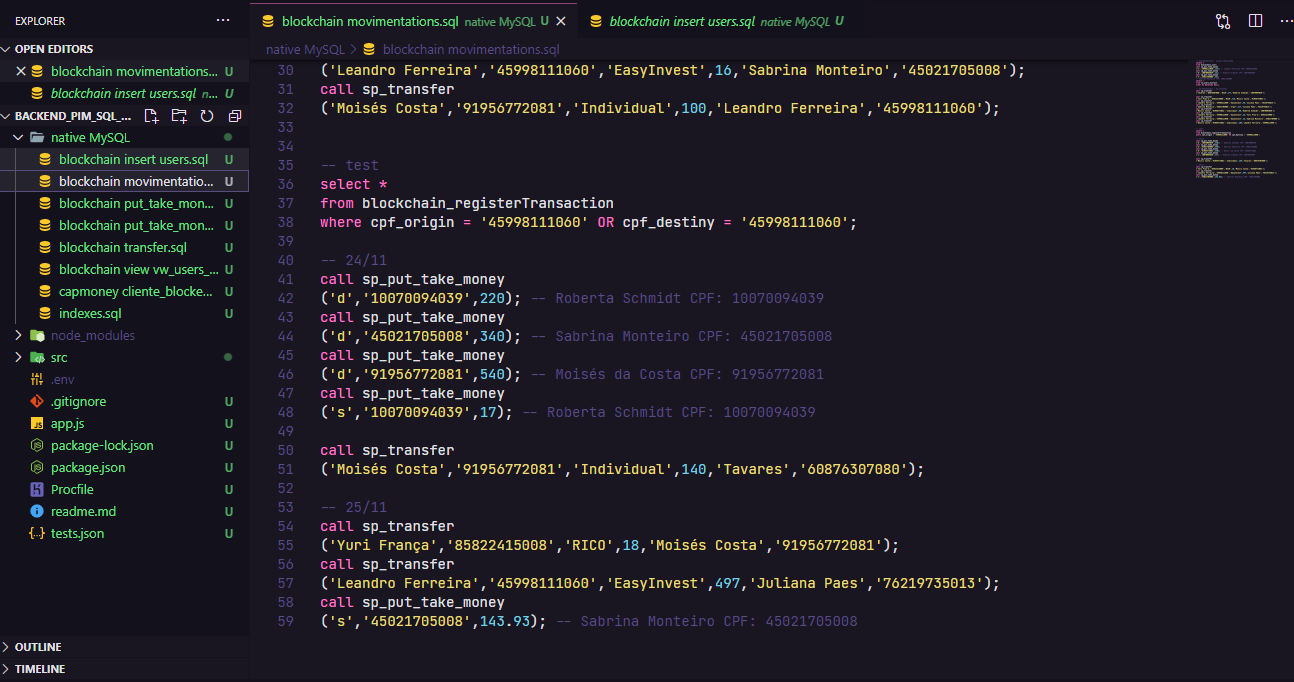 EXPLORER ...
OPEN EDITORS
blockchain movimentations... U
blockchain insert users.sql n... U
BACKEND_PIM_SQL_...
native MySQL
blockchain insert users.sql U
blockchain movimentatio... U
blockchain put_take_mon... U
blockchain put_take_mon... U
blockchain transfer.sql U
blockchain view vw_users_... U
capmoney cliente_blocke... U
indexes.sql U
node_modules
src
.env
.gitignore U
app.js U
package-lock.json U
package.json U
Procfile U
readme.md U
tests.json U
OUTLINE
TIMELINE
blockchain movimentations.sql native MySQL U
blockchain insert users.sql native MySQL U
native MySQL > blockchain movimentations.sql
30 ('Leandro Ferreira','45998111060','EasyInvest',16,'Sabrina Monteiro','45021705008');
31 call sp_transfer
32 ('Moisés Costa','91956772081','Individual',100,'Leandro Ferreira','45998111060');
33
34
35 -- test
36 select *
37 from blockchain_registerTransaction
38 where cpf_origin = '45998111060' OR cpf_destiny = '45998111060';
39
40 -- 24/11
41 call sp_put_take_money
42 ('d','10070094039',220); -- Roberta Schmidt CPF: 10070094039
43 call sp_put_take_money
44 ('d','45021705008',340); -- Sabrina Monteiro CPF: 45021705008
45 call sp_put_take_money
46 ('d','91956772081',540); -- Moisés da Costa CPF: 91956772081
47 call sp_put_take_money
48 ('s','10070094039',17); -- Roberta Schmidt CPF: 10070094039
49
50 call sp_transfer
51 ('Moisés Costa','91956772081','Individual',140,'Tavares','60876307080');
52
53 -- 25/11
54 call sp_transfer
55 ('Yuri França','85822415008','RICO',18,'Moisés Costa','91956772081');
56 call sp_transfer
57 ('Leandro Ferreira','45998111060','EasyInvest',497,'Juliana Paes','76219735013');
58 call sp_put_take_money
59 ('s','45021705008',143.93); -- Sabrina Monteiro CPF: 45021705008